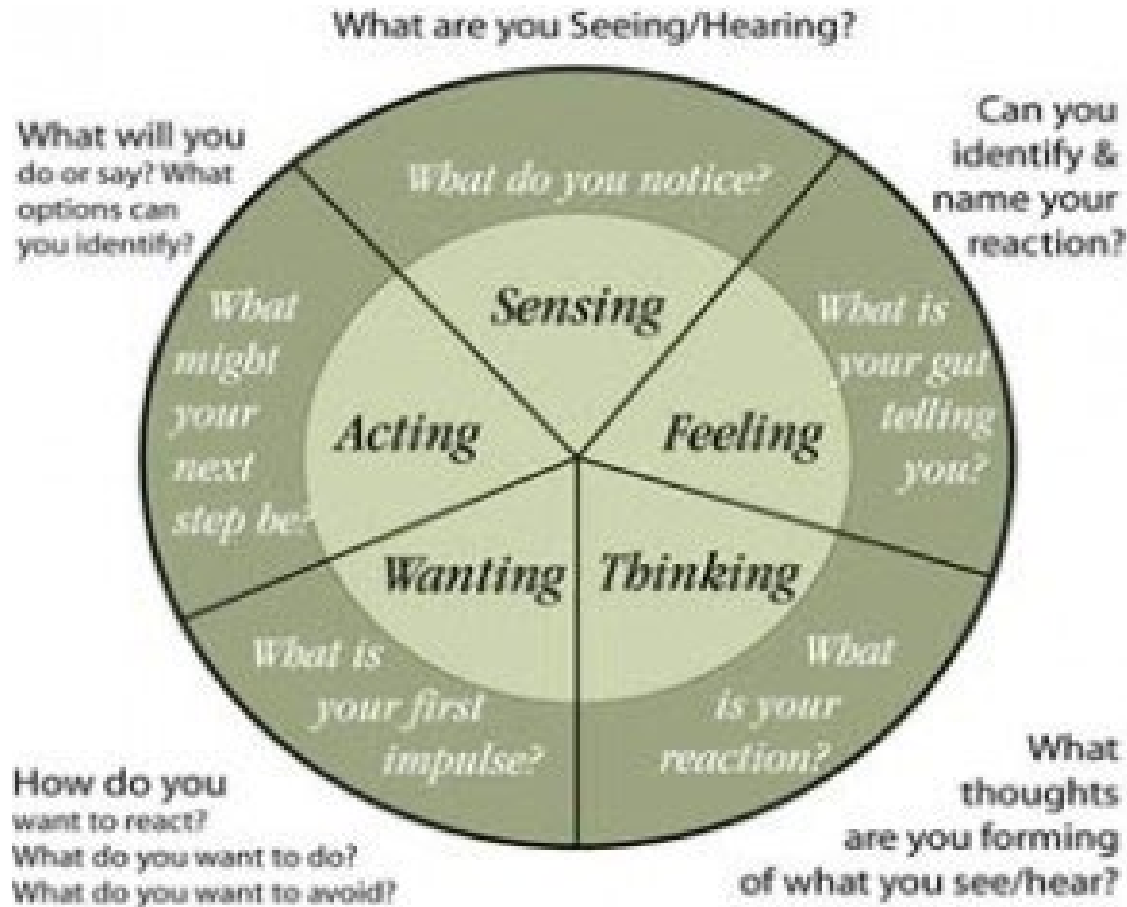 What are you Seeing/Hearing?
What will you
do or say? What
options can
you identify?
Can you
identify &
name your
reaction?
What do you notice?
Sensing
What
might
your
next
step be?
What is
your gut
telling
you?
Acting
Feeling
Wanting
Thinking
What is
your first
impulse?
What
is your
reaction?
How do you
want to react?
What do you want to do?
What do you want to avoid?
What
thoughts
are you forming
of what you see/hear?